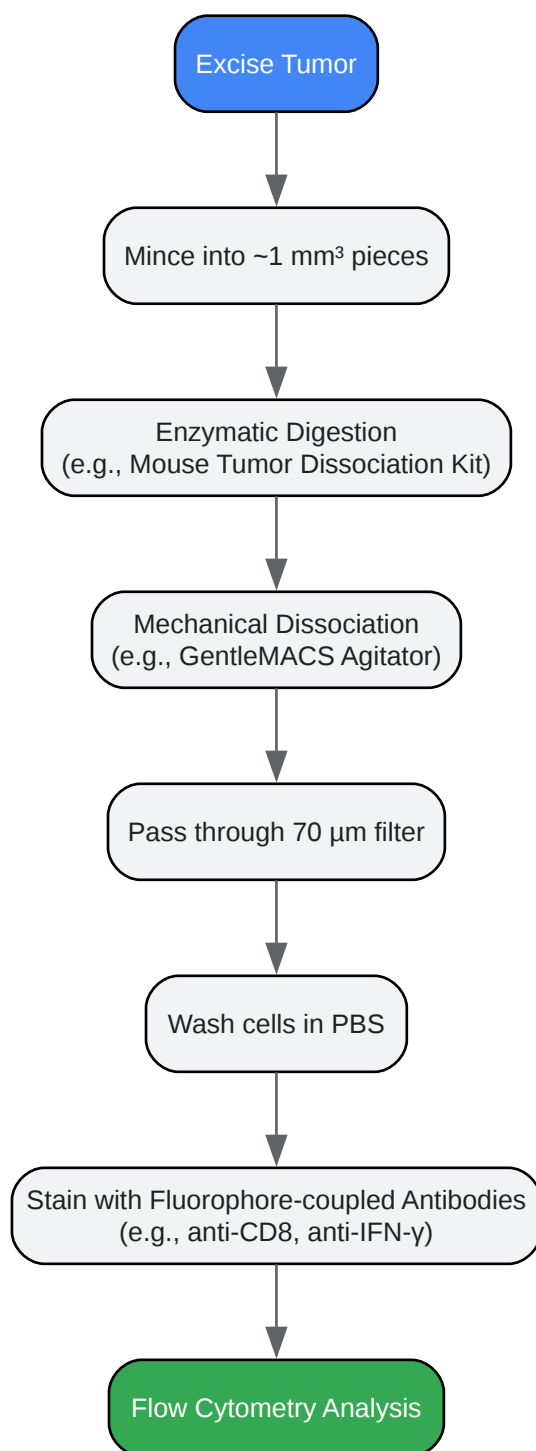 Excise Tumor
Mince into ~1 mm³ pieces
Enzymatic Digestion
(e.g., Mouse Tumor Dissociation Kit)
Mechanical Dissociation
(e.g., GentleMACS Agitator)
Pass through 70 µm filter
Wash cells in PBS
Stain with Fluorophore-coupled Antibodies
(e.g., anti-CD8, anti-IFN-γ)
Flow Cytometry Analysis